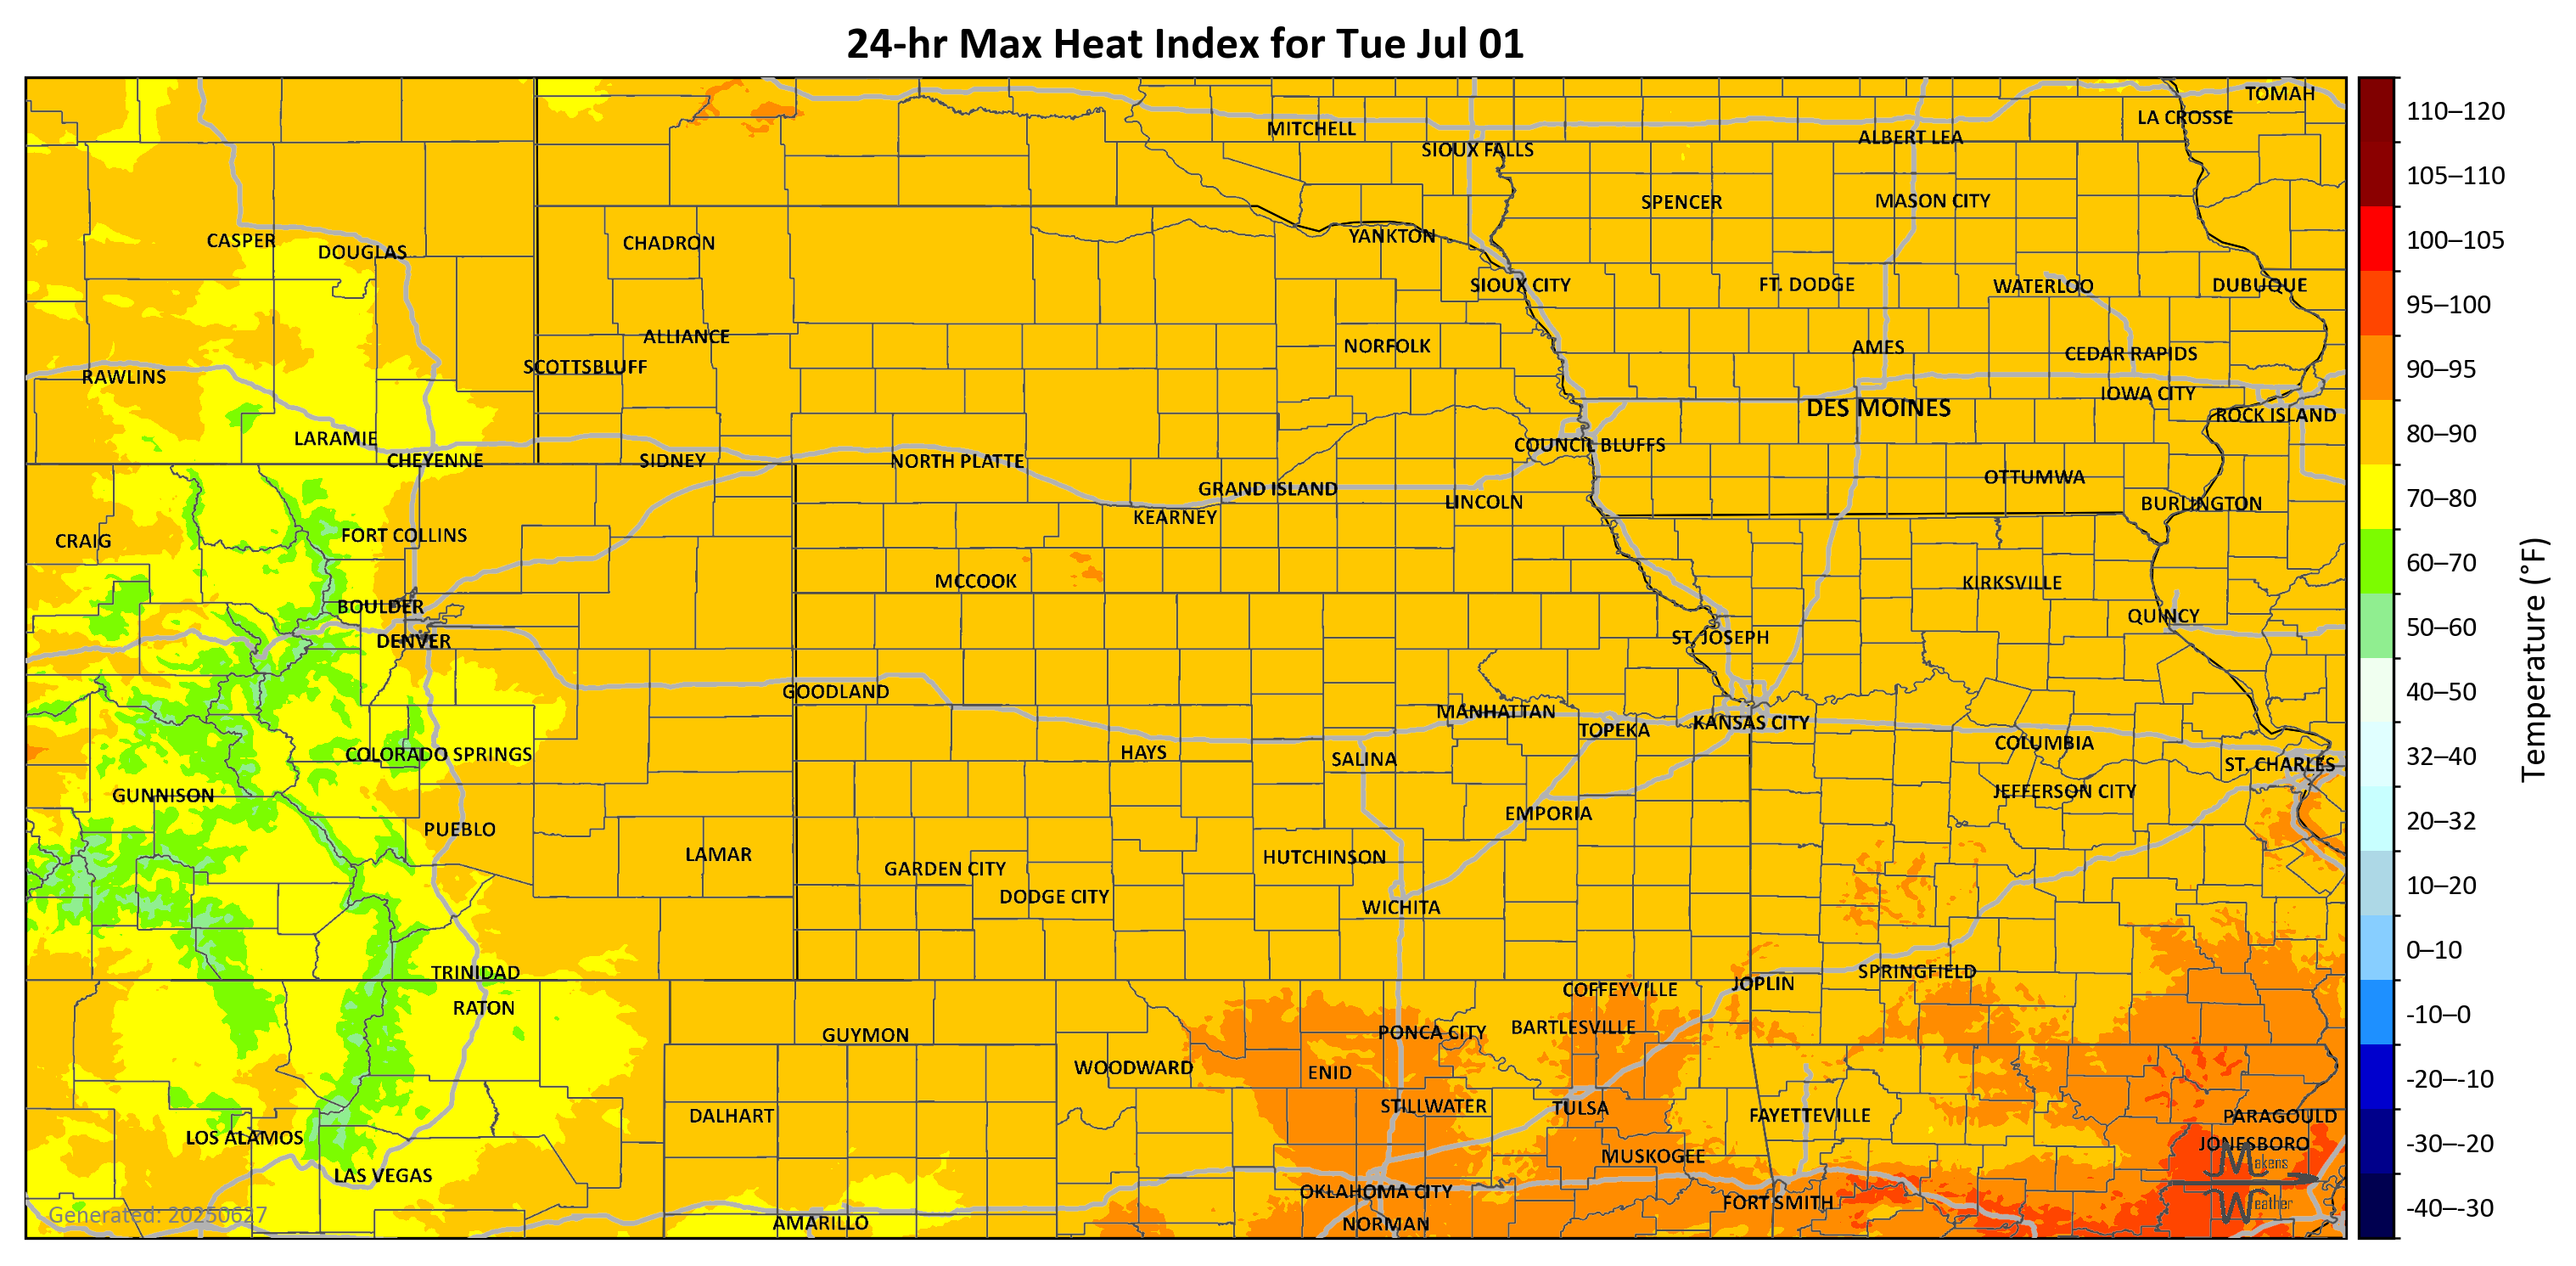 24-hr Max Heat Index for Tue Jul 01
TOMAH
LA CROSSE
MITCHELL
ALBERT LEA
SIOUX FALLS
SPENCER
MASON CITY
YANKTON
CASPER
CHADRON
DOUGLAS
SIOUX CITY
FT. DODGE
WATERLOO
DUBUQUE
ALLIANCE
NORFOLK
AMES
CEDAR RAPIDS
SCOTTSBLUFF
RAWLINS
IOWA CITY
DES MOINES
ROCK ISLAND
LARAMIE
COUNCIL BLUFFS
CHEYENNE
SIDNEY
NORTH PLATTE
OTTUMWA
GRAND ISLAND
LINCOLN
BURLINGTON
KEARNEY
FORT COLLINS
CRAIG
MCCOOK
KIRKSVILLE
BOULDER
QUINCY
ST. JOSEPH
DENVER
GOODLAND
MANHATTAN
KANSAS CITY
TOPEKA
COLUMBIA
COLORADO SPRINGS
HAYS
SALINA
ST. CHARLES
JEFFERSON CITY
GUNNISON
EMPORIA
PUEBLO
LAMAR
HUTCHINSON
GARDEN CITY
DODGE CITY
WICHITA
TRINIDAD
SPRINGFIELD
JOPLIN
COFFEYVILLE
RATON
BARTLESVILLE
PONCA CITY
GUYMON
WOODWARD
ENID
STILLWATER
TULSA
DALHART
FAYETTEVILLE
PARAGOULD
LOS ALAMOS
JONESBORO
MUSKOGEE
LAS VEGAS
OKLAHOMA CITY
FORT SMITH
AMARILLO
NORMAN
Makens
Weather
Generated: 20250627
110–120
105–110
100–105
95–100
90–95
80–90
70–80
60–70
50–60
40–50
32–40
20–32
10–20
0–10
-10–0
-20–-10
-30–-20
-40–-30
Temperature (°F)